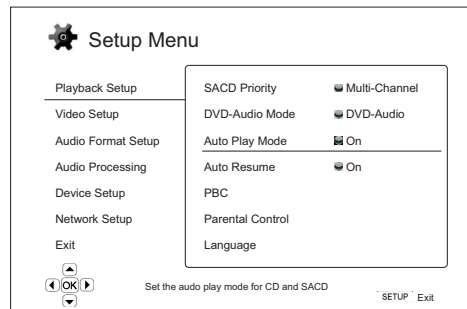 Setup Menu
Playback Setup
Video Setup
Audio Format Setup
Audio Processing
Device Setup
Network Setup
Exit
SACD Priority Multi-Channel
DVD-Audio Mode DVD-Audio
Auto Play Mode On
Auto Resume On
PBC
Parental Control
Language
OK
Set the audo play mode for CD and SACD
SETUP Exit